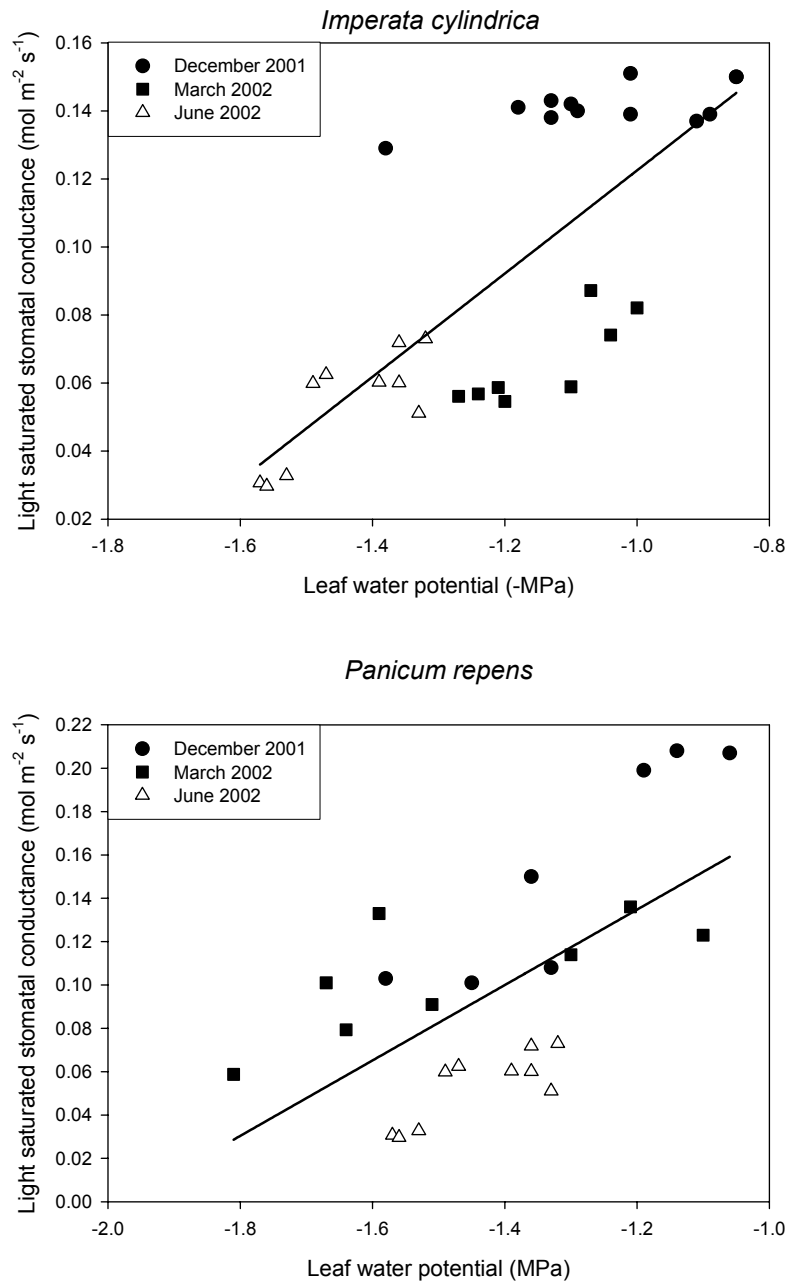 Imperata cylindrica
Light saturated stomatal conductance (mol m⁻² s⁻¹)
0.16
0.14
0.12
0.10
0.08
0.06
0.04
0.02
December 2001
March 2002
June 2002
-1.8 -1.6 -1.4 -1.2 -1.0 -0.8
Leaf water potential (-MPa)
Panicum repens
Light saturated stomatal conductance (mol m⁻² s⁻¹)
0.22
0.20
0.18
0.16
0.14
0.12
0.10
0.08
0.06
0.04
0.02
0.00
December 2001
March 2002
June 2002
-2.0 -1.8 -1.6 -1.4 -1.2 -1.0
Leaf water potential (MPa)